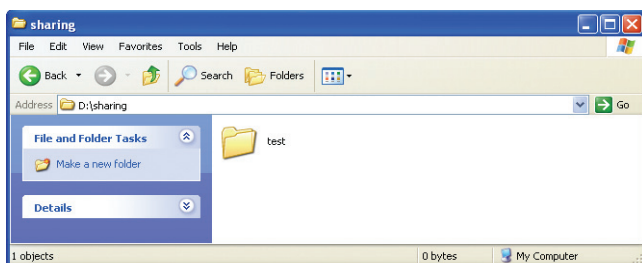 sharing
File Edit View Favorites Tools Help
Back Search Folders
Address D:\sharing Go
File and Folder Tasks
Make a new folder
Details
test
1 objects 0 bytes My Computer